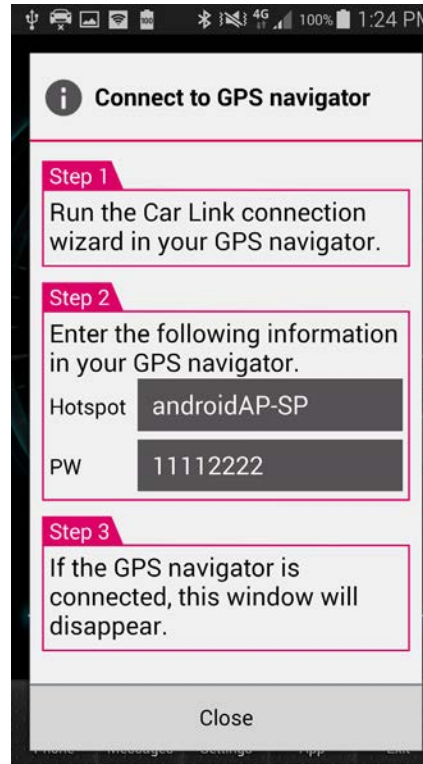 100 4G 100% 1:24 PM
Connect to GPS navigator
Step 1
Run the Car Link connection
wizard in your GPS navigator.
Step 2
Enter the following information
in your GPS navigator.
Hotspot androidAP-SP
PW 11112222
Step 3
If the GPS navigator is
connected, this window will
disappear.
Close